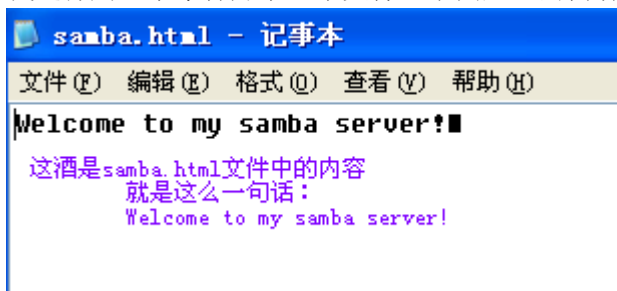 samba.html - 记事本
文件(F) 编辑(E) 格式(O) 查看(V) 帮助(H)
Welcome to my samba server!■
这酒是samba.html文件中的内容
就是这么一句话：
Welcome to my samba server!